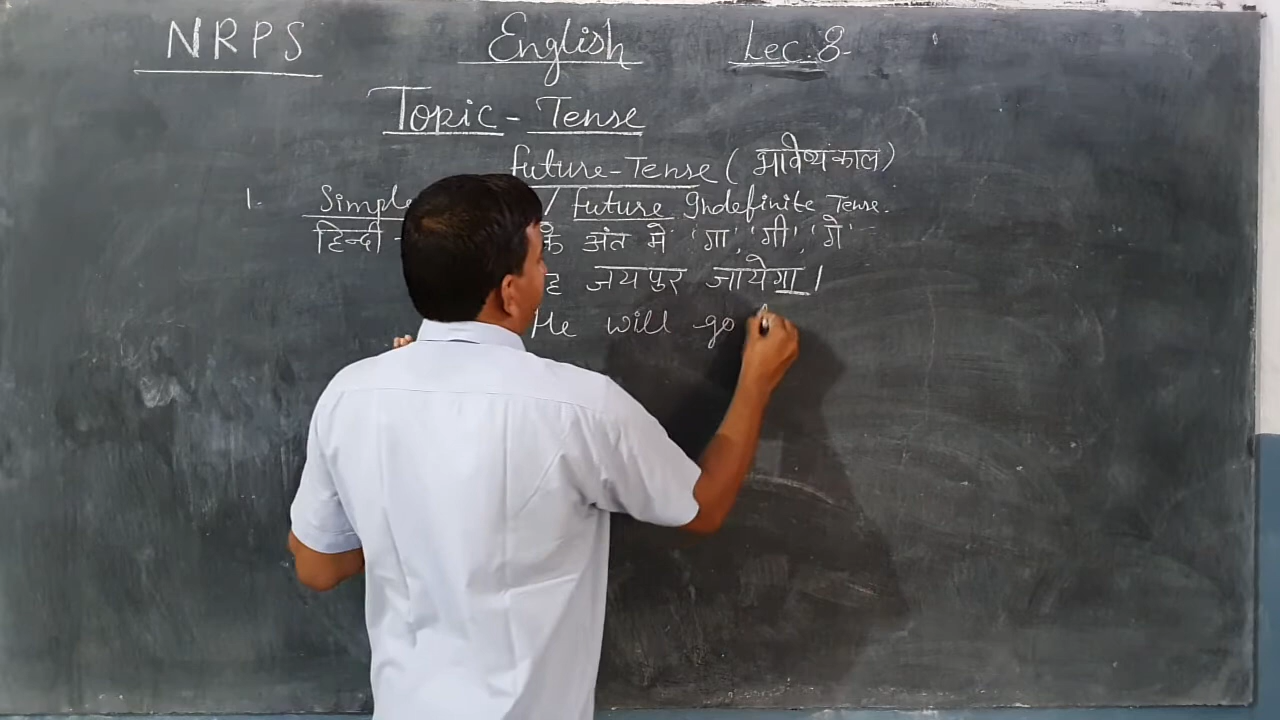 NRPS English Lec. 8
Topic - Tense
Future-Tense (भविष्यकाल)
1. Simple / Future Indefinite Tense.
हिन्दी - के अंत में 'गा', 'गी', 'गे'
जयपुर जायेगा।
He will go